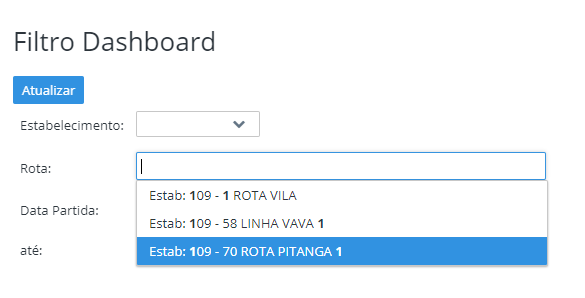 Filtro Dashboard
Atualizar
Estabelecimento:
Rota:
Estab: 109 - 1 ROTA VILA
Estab: 109 - 58 LINHA VAVA 1
Data Partida:
Estab: 109 - 70 ROTA PITANGA 1
até: